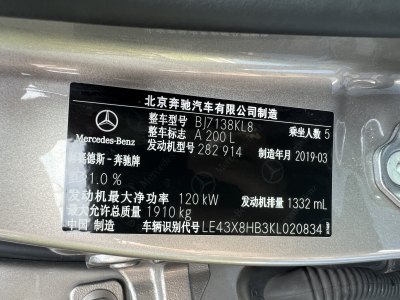 北京奔驰汽车有限公司制造
整车型号 BJ7138KL8 乘坐人数 5
整车标志 A 200 L
Mercedes-Benz
发动机型号 282 914 制造年月 2019-03
德斯-奔驰牌
1.0 %
发动机最大净功率 120 kW 发动机排量 1332 mL
最大允许总质量 1910 kg
中国 制造 车辆识别代号 LE43X8HB3KL020834